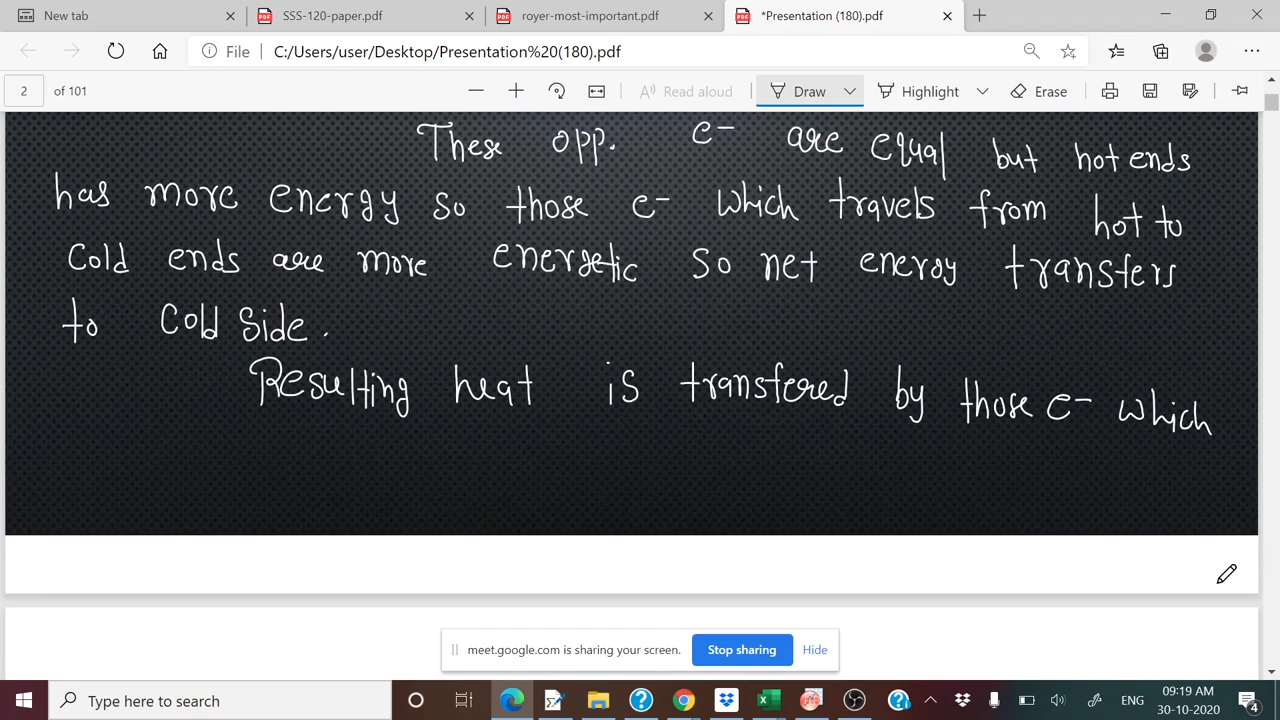 New tab
SSS-120-paper.pdf
royer-most-important.pdf
*Presentation (180).pdf
File
C:/Users/user/Desktop/Presentation%20(180).pdf
2 of 101
Read aloud
Draw
Highlight
Erase
These opp. e- are equal but hot ends
has more energy so those e- which travels from hot to
cold ends are more energetic so net energy transfers
to cold side.
Resulting heat is transfered by those e- which
meet.google.com is sharing your screen.
Stop sharing
Hide
Type here to search
ENG
09:19 AM
30-10-2020
4